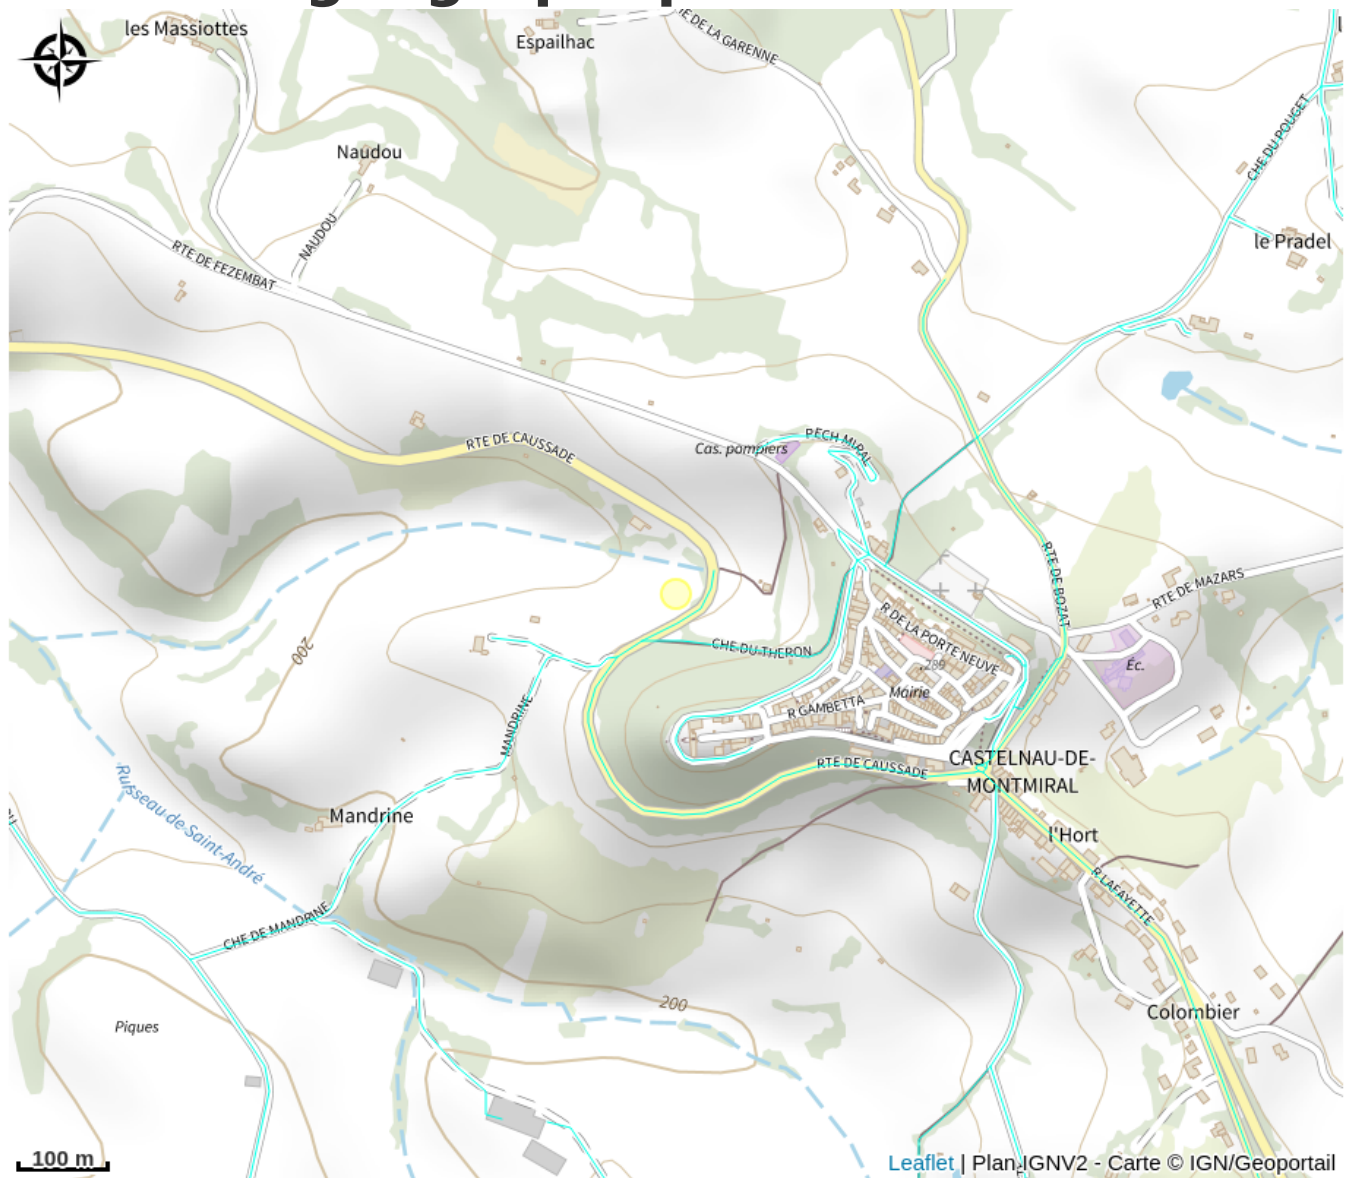 les Massiottes
Espailhac
HE DE LA GARENNE
CHE DU POUGET
Naudou
NAUDOU
le Pradel
RTE DE FEZEMBAT
RTE DE CAUSSADE
PECH MIRAL
Cas. pompiers
RTE DE BOZAT
RTE DE MAZARS
200
R DE LA PORTE NEUVE
CHE DU THERON
289
Ec.
Mairie
R GAMBETTA
MANDRINE
RTE DE CAUSSADE
CASTELNAU-DE-
MONTMIRAL
Mandrine
Ruisseau de Saint-André
l'Hort
R LAFAYETTE
CHE DE MANDRINE
200
Colombier
Piques
100 m
Leaflet | Plan IGNV2 - Carte © IGN/Geoportail